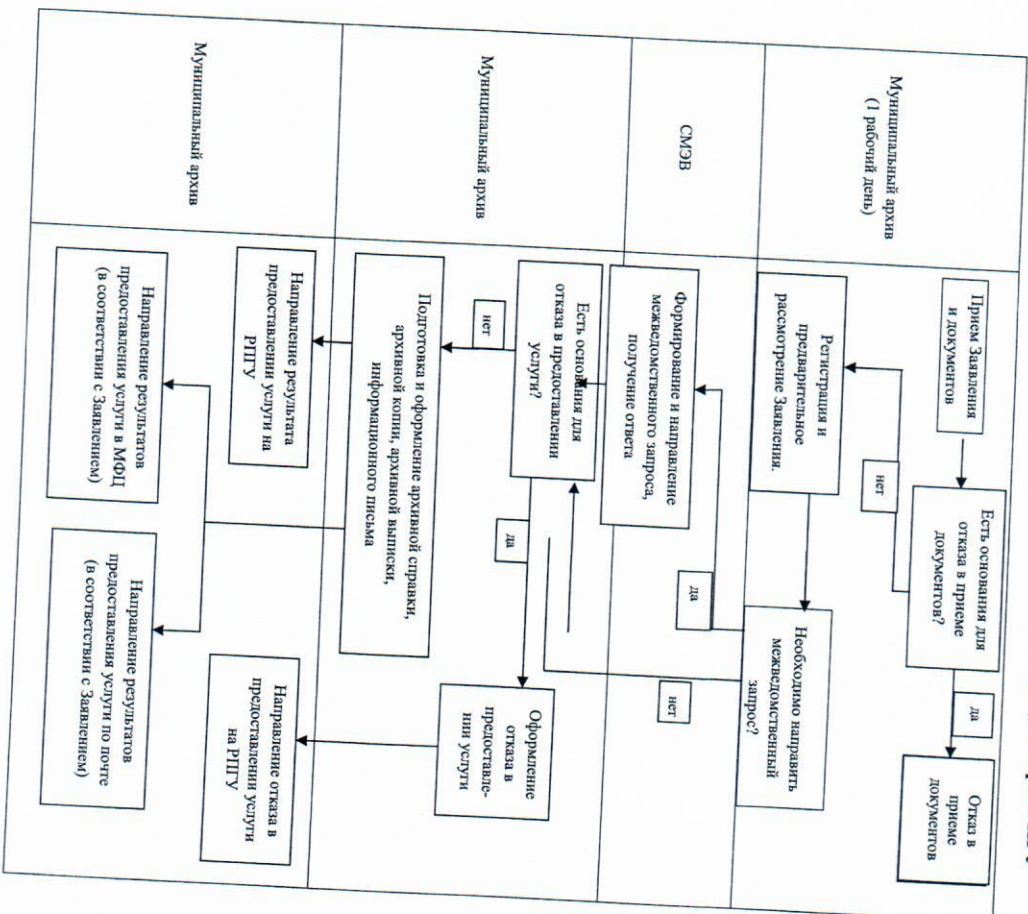 Муниципальный архив
(1 рабочий день)
Прием Заявления
и документов
Есть основания для
отказа в приеме
документов?
да
Отказ в
приеме
документов
нет
Регистрация и
предварительное
рассмотрение Заявления.
Необходимо направить
межведомственный
запрос?
СМЭВ
да
нет
Формирование и направление
межведомственного запроса,
получение ответа
Муниципальный архив
Есть основания для
отказа в предоставлении
услуги?
да
нет
Оформление
отказа в
предоставле-
нии услуги
Подготовка и оформление архивной справки,
архивной копии, архивной выписки,
информационного письма
Муниципальный архив
Направление результата
предоставлении услуги на
РПГУ
Направление отказа в
предоставлении услуги
на РПГУ
Направление результатов
предоставления услуги в МФЦ
(в соответствии с Заявлением)
Направление результатов
предоставления услуги по почте
(в соответствии с Заявлением)